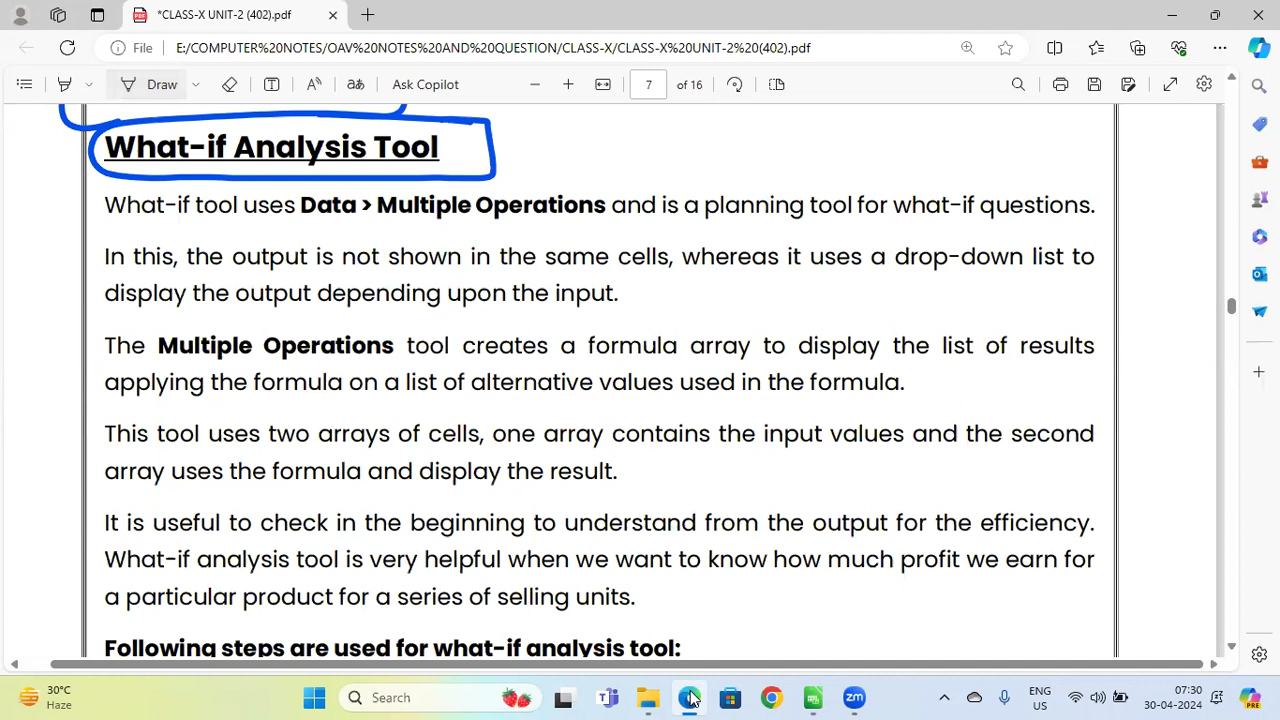 *CLASS-X UNIT-2 (402).pdf
File E:/COMPUTER%20NOTES/OAV%20NOTES%20AND%20QUESTION/CLASS-X/CLASS-X%20UNIT-2%20(402).pdf
Draw aあ Ask Copilot 7 of 16
What-if Analysis Tool
What-if tool uses Data > Multiple Operations and is a planning tool for what-if questions.
In this, the output is not shown in the same cells, whereas it uses a drop-down list to
display the output depending upon the input.
The Multiple Operations tool creates a formula array to display the list of results
applying the formula on a list of alternative values used in the formula.
This tool uses two arrays of cells, one array contains the input values and the second
array uses the formula and display the result.
It is useful to check in the beginning to understand from the output for the efficiency.
What-if analysis tool is very helpful when we want to know how much profit we earn for
a particular product for a series of selling units.
Following steps are used for what-if analysis tool:
30°C
Haze
Search
zm
ENG
US
07:30
30-04-2024
PRE